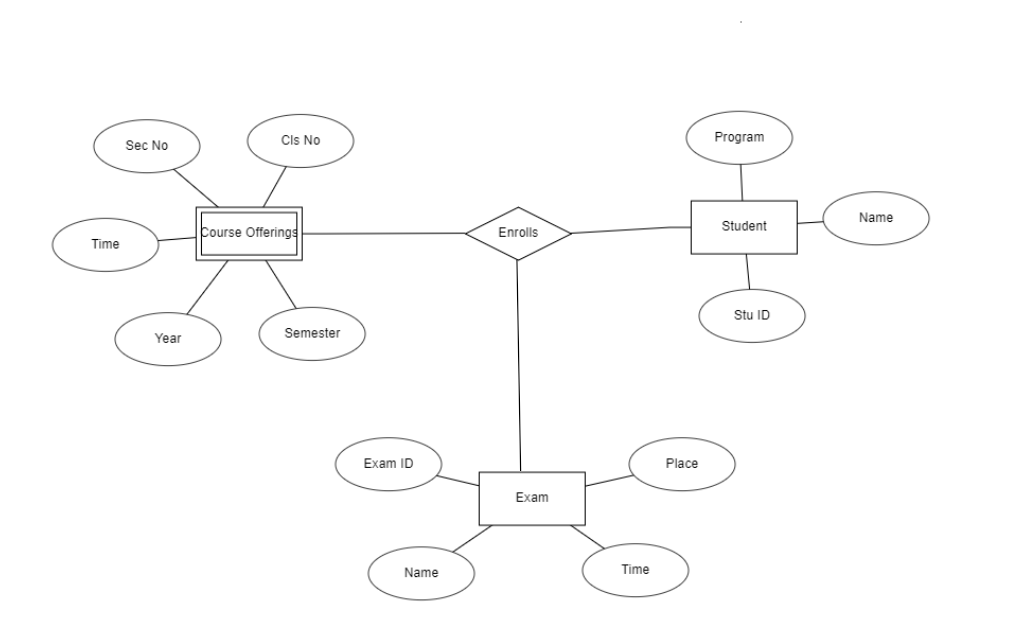 Program
Cls No
Sec No
Name
Student
Course Offerings
Enrolls
Time
Stu ID
Semester
Year
Exam ID
Place
Exam
Name
Time